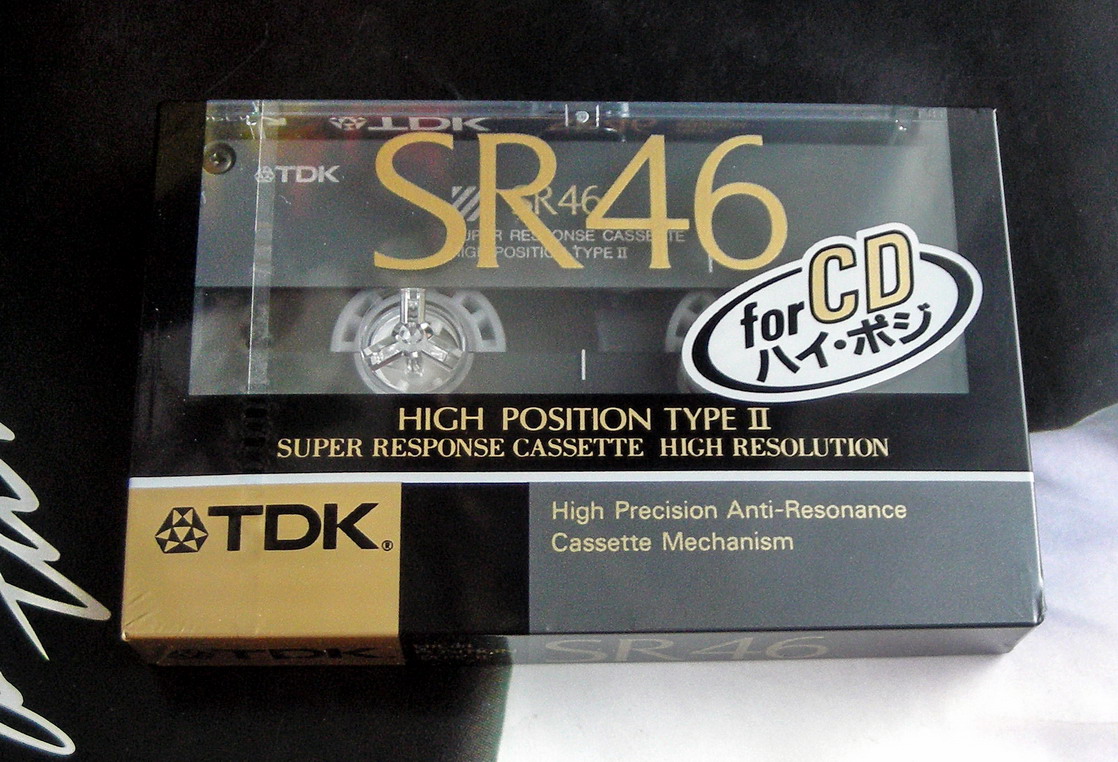 TDK
SR46
TDK
SR46
SUPER RESPONSE CASSETTE
HIGH POSITION TYPE II
for CD
ハイ・ポジ
HIGH POSITION TYPE II
SUPER RESPONSE CASSETTE HIGH RESOLUTION
TDK®
High Precision Anti-Resonance
Cassette Mechanism
TDK
SR46